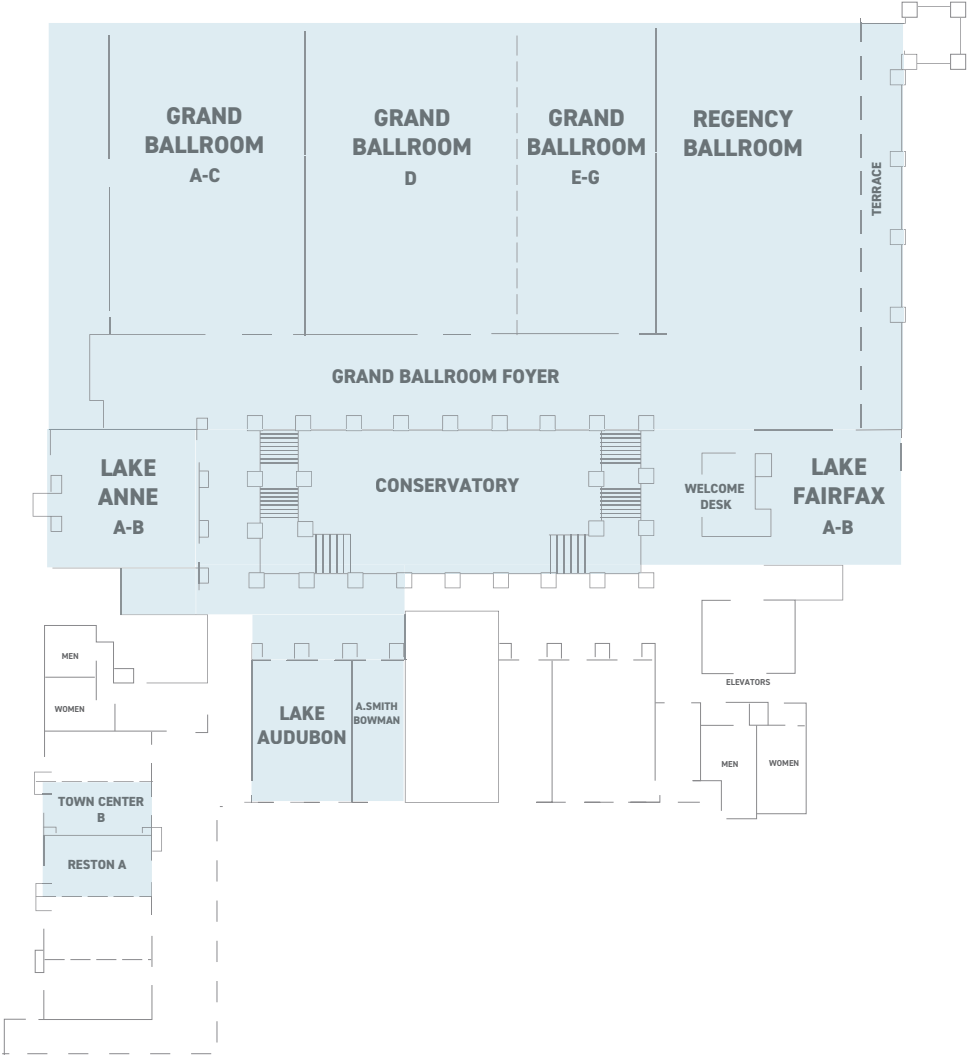 GRAND
BALLROOM
A-C
GRAND
BALLROOM
D
GRAND
BALLROOM
E-G
REGENCY
BALLROOM
TERRACE
GRAND BALLROOM FOYER
LAKE
ANNE
A-B
CONSERVATORY
WELCOME
DESK
LAKE
FAIRFAX
A-B
MEN
WOMEN
LAKE
AUDUBON
A.SMITH
BOWMAN
ELEVATORS
MEN
WOMEN
TOWN CENTER
B
RESTON A